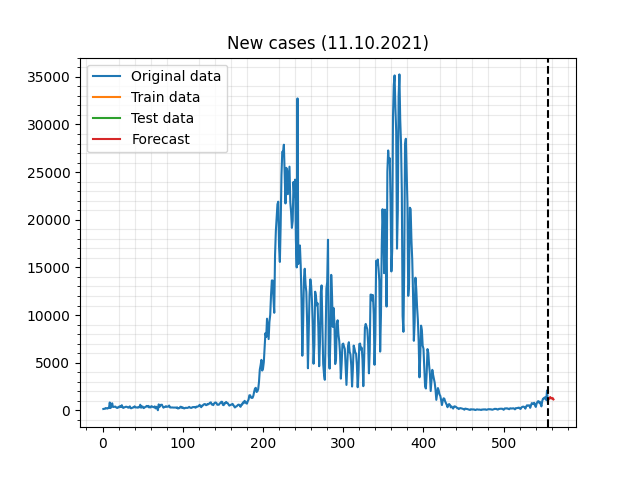 New cases (11.10.2021)
Original data
Train data
Test data
Forecast
35000
30000
25000
20000
15000
10000
5000
0
0 100 200 300 400 500